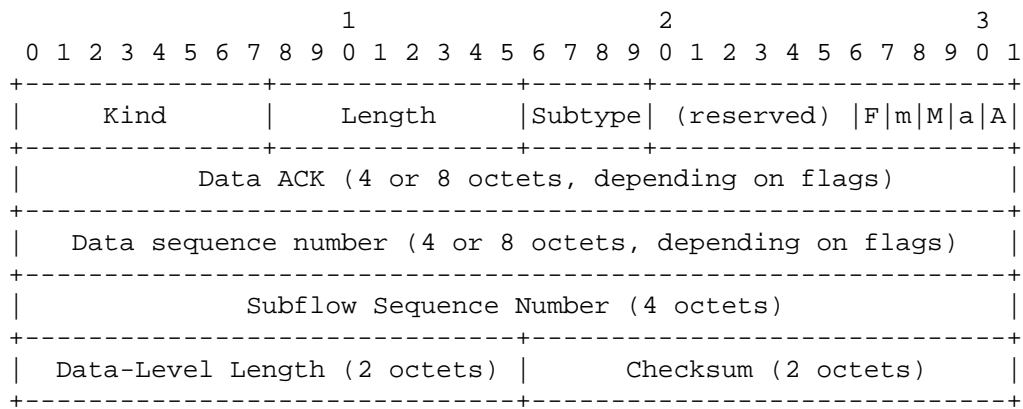 1                   2                   3
 0 1 2 3 4 5 6 7 8 9 0 1 2 3 4 5 6 7 8 9 0 1 2 3 4 5 6 7 8 9 0 1
+---------------+---------------+-------+----------------------+
|     Kind      |    Length     |Subtype| (reserved) |F|m|M|a|A|
+---------------+---------------+-------+----------------------+
|           Data ACK (4 or 8 octets, depending on flags)       |
+--------------------------------------------------------------+
|   Data sequence number (4 or 8 octets, depending on flags)   |
+--------------------------------------------------------------+
|              Subflow Sequence Number (4 octets)              |
+-------------------------------+------------------------------+
|  Data-Level Length (2 octets) |      Checksum (2 octets)     |
+-------------------------------+------------------------------+